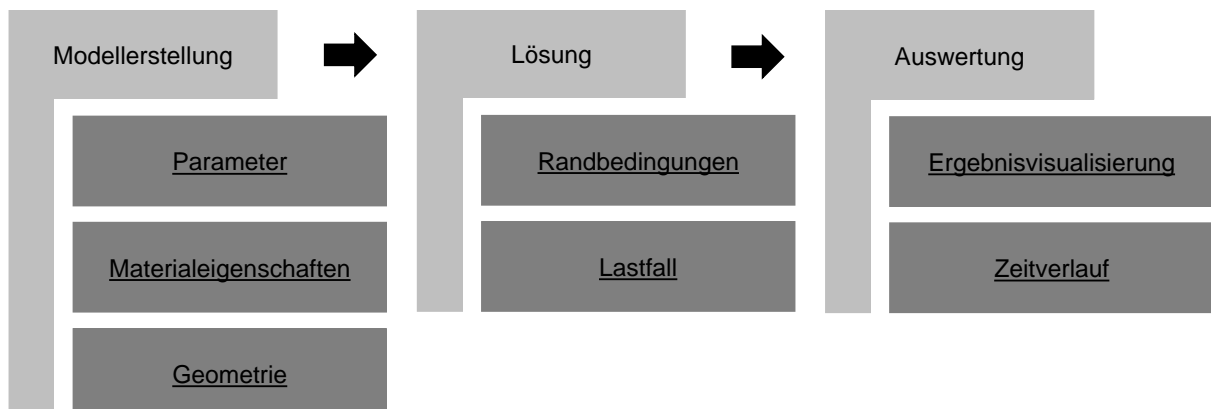 Modellerstellung
Parameter
Materialeigenschaften
Geometrie
Lösung
Randbedingungen
Lastfall
Auswertung
Ergebnisvisualisierung
Zeitverlauf